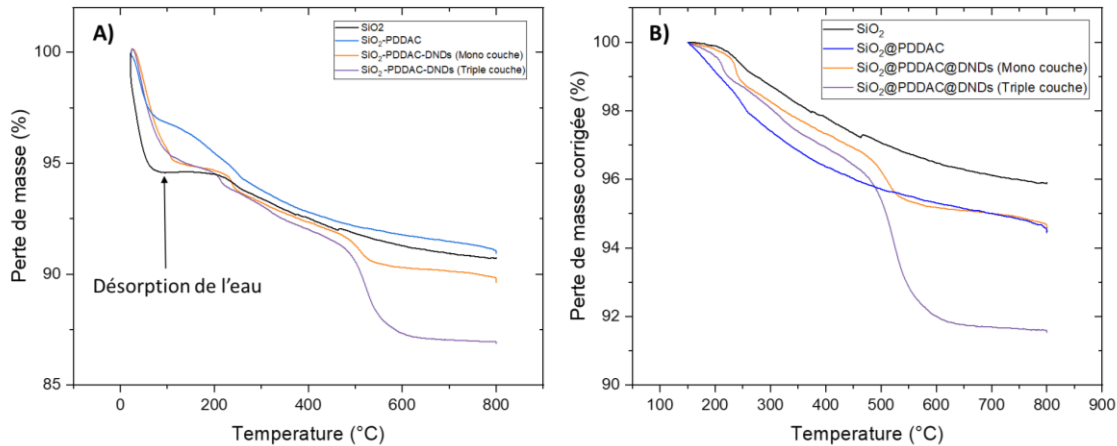 A)
SiO2
SiO₂-PDDAC
SiO₂-PDDAC-DNDs (Mono couche)
SiO₂-PDDAC-DNDs (Triple couche)
Perte de masse (%)
100
95
90
85
Désorption de l'eau
0 200 400 600 800
Temperature (°C)
B)
SiO₂
SiO₂@PDDAC
SiO₂@PDDAC@DNDs (Mono couche)
SiO₂@PDDAC@DNDs (Triple couche)
Perte de masse corrigée (%)
100
98
96
94
92
90
100 200 300 400 500 600 700 800 900
Temperature (°C)